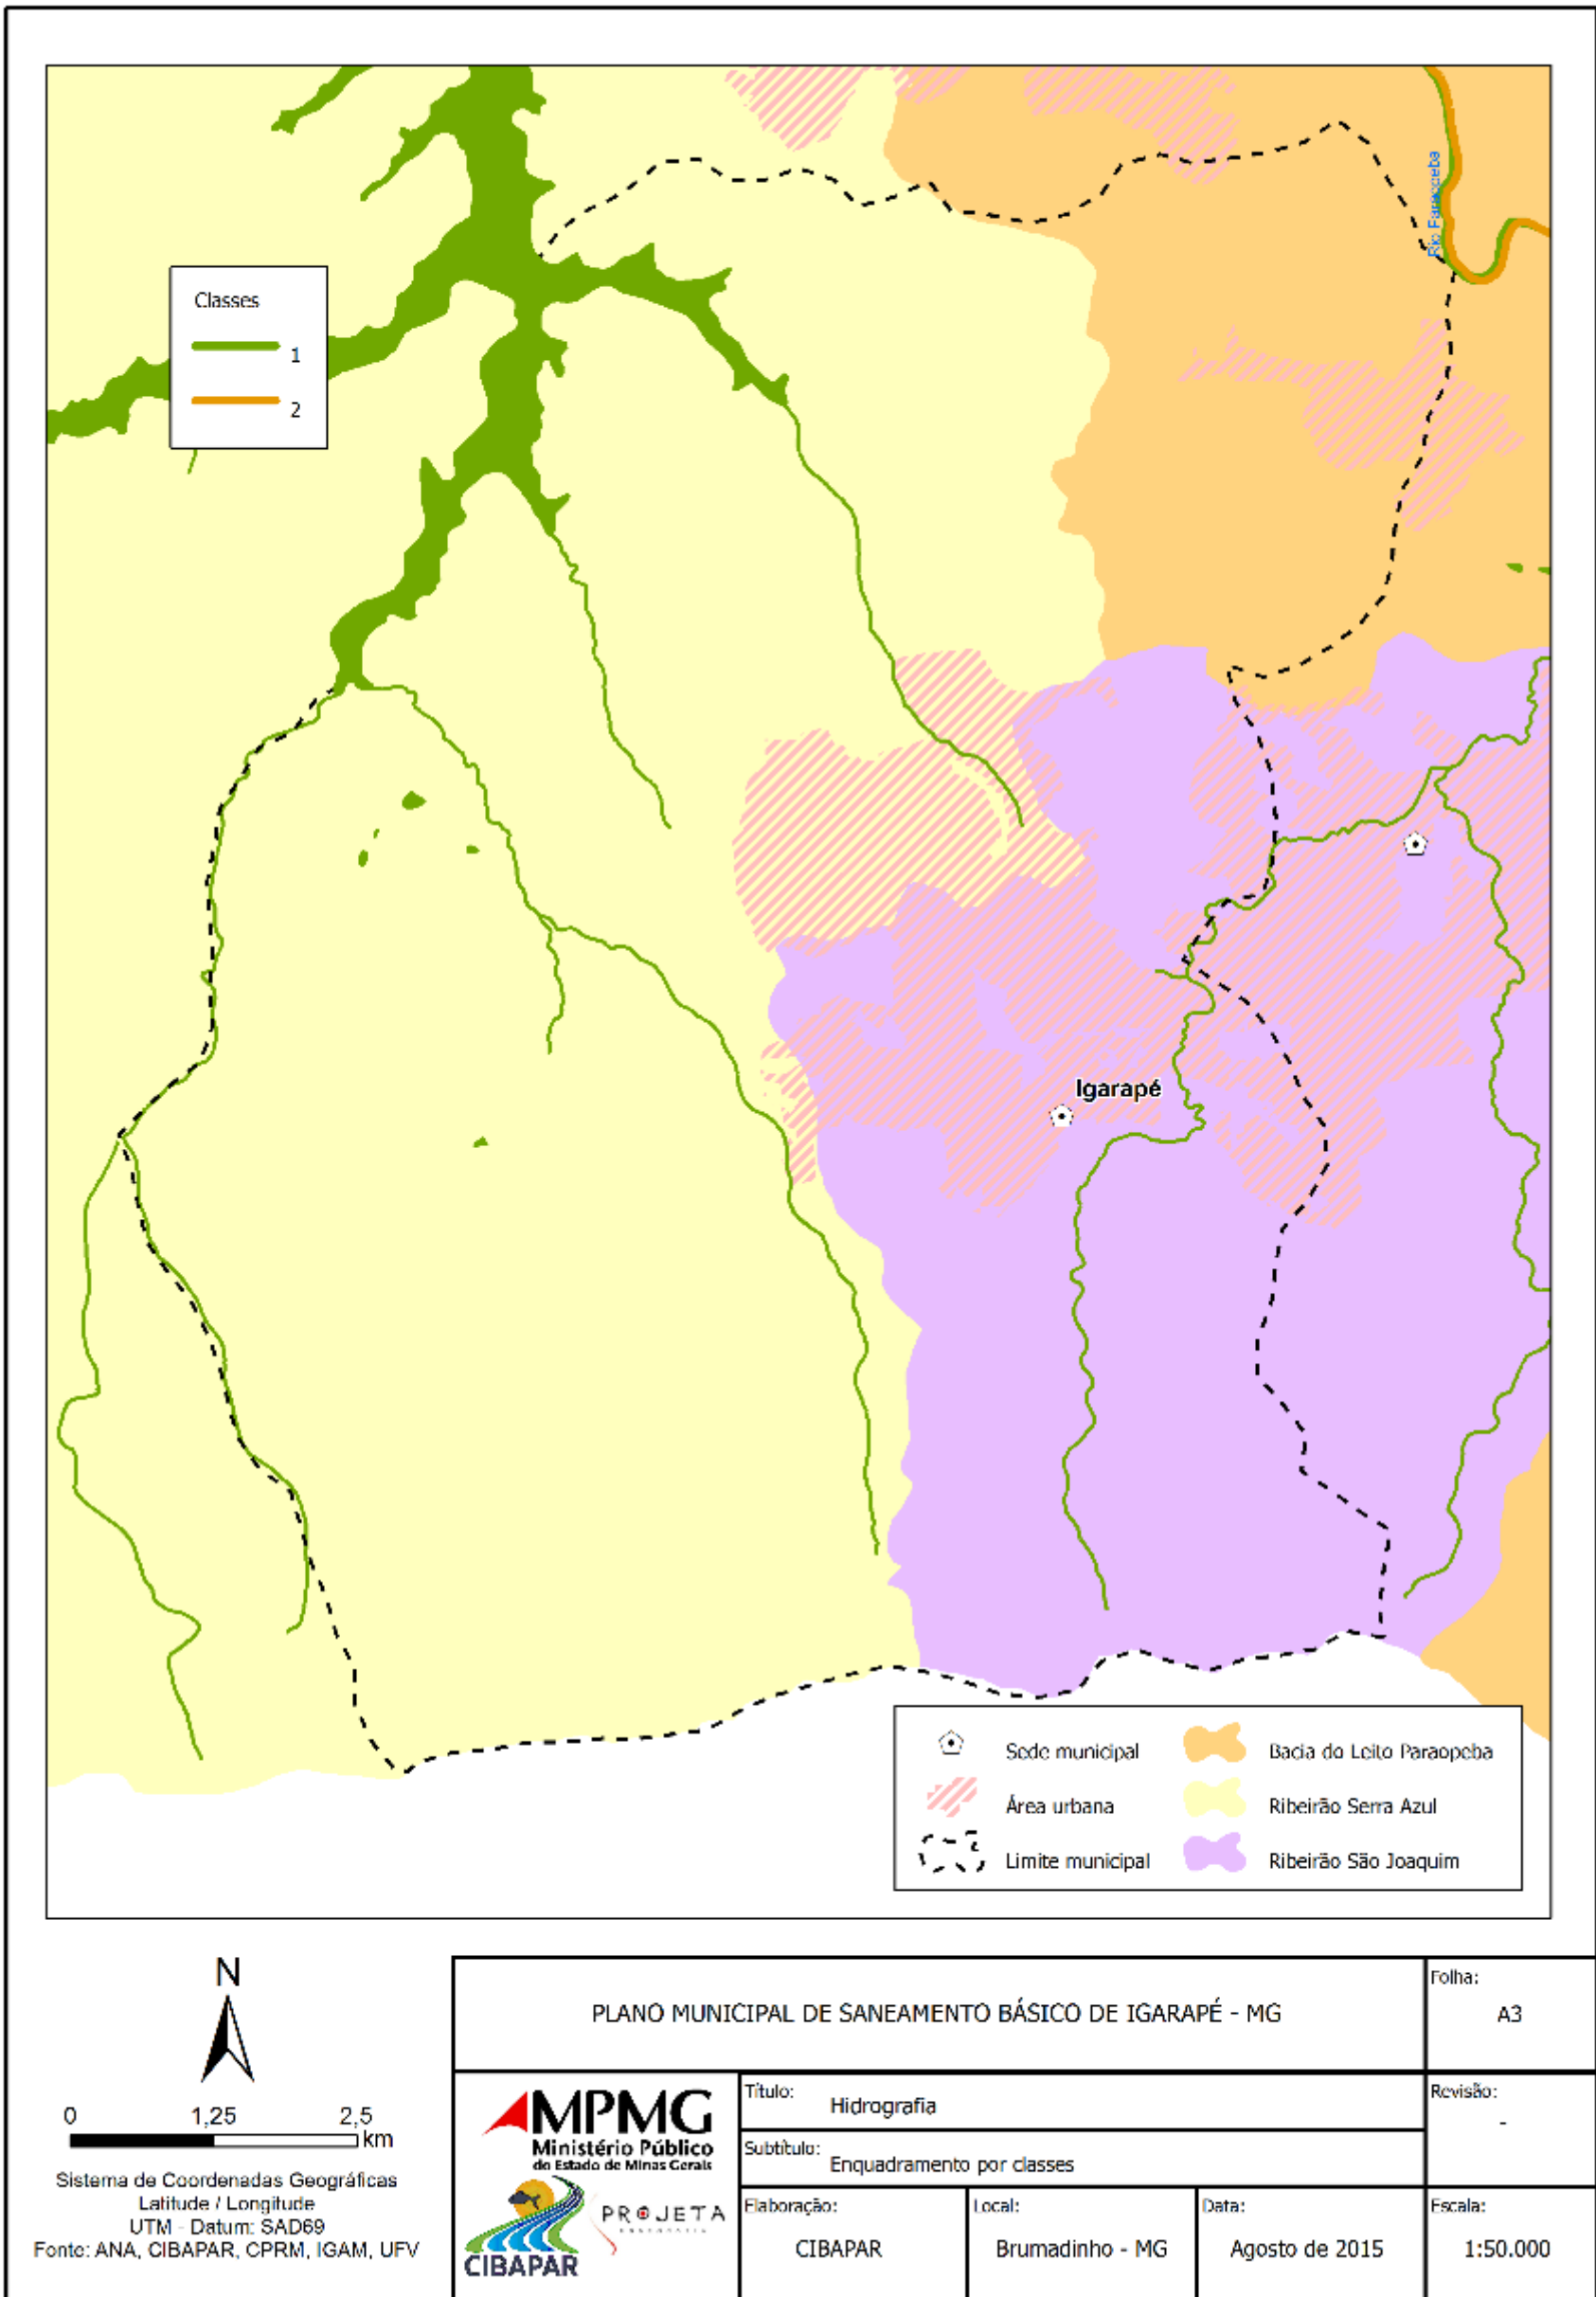 Rio Paraopeba
Classes
1
2
Igarapé
Sede municipal
Área urbana
Limite municipal
Bacia do Leito Paraopeba
Ribeirão Serra Azul
Ribeirão São Joaquim
N
0 1,25 2,5
km
Sistema de Coordenadas Geográficas
Latitude / Longitude
UTM - Datum: SAD69
Fonte: ANA, CIBAPAR, CPRM, IGAM, UFV
PLANO MUNICIPAL DE SANEAMENTO BÁSICO DE IGARAPÉ - MG
Folha:
A3
MPMG
Ministério Público
do Estado de Minas Gerais
CIBAPAR
PROJETA
Título:
Hidrografia
Subtítulo:
Enquadramento por classes
Revisão:
-
Elaboração:
CIBAPAR
Local:
Brumadinho - MG
Data:
Agosto de 2015
Escala:
1:50.000